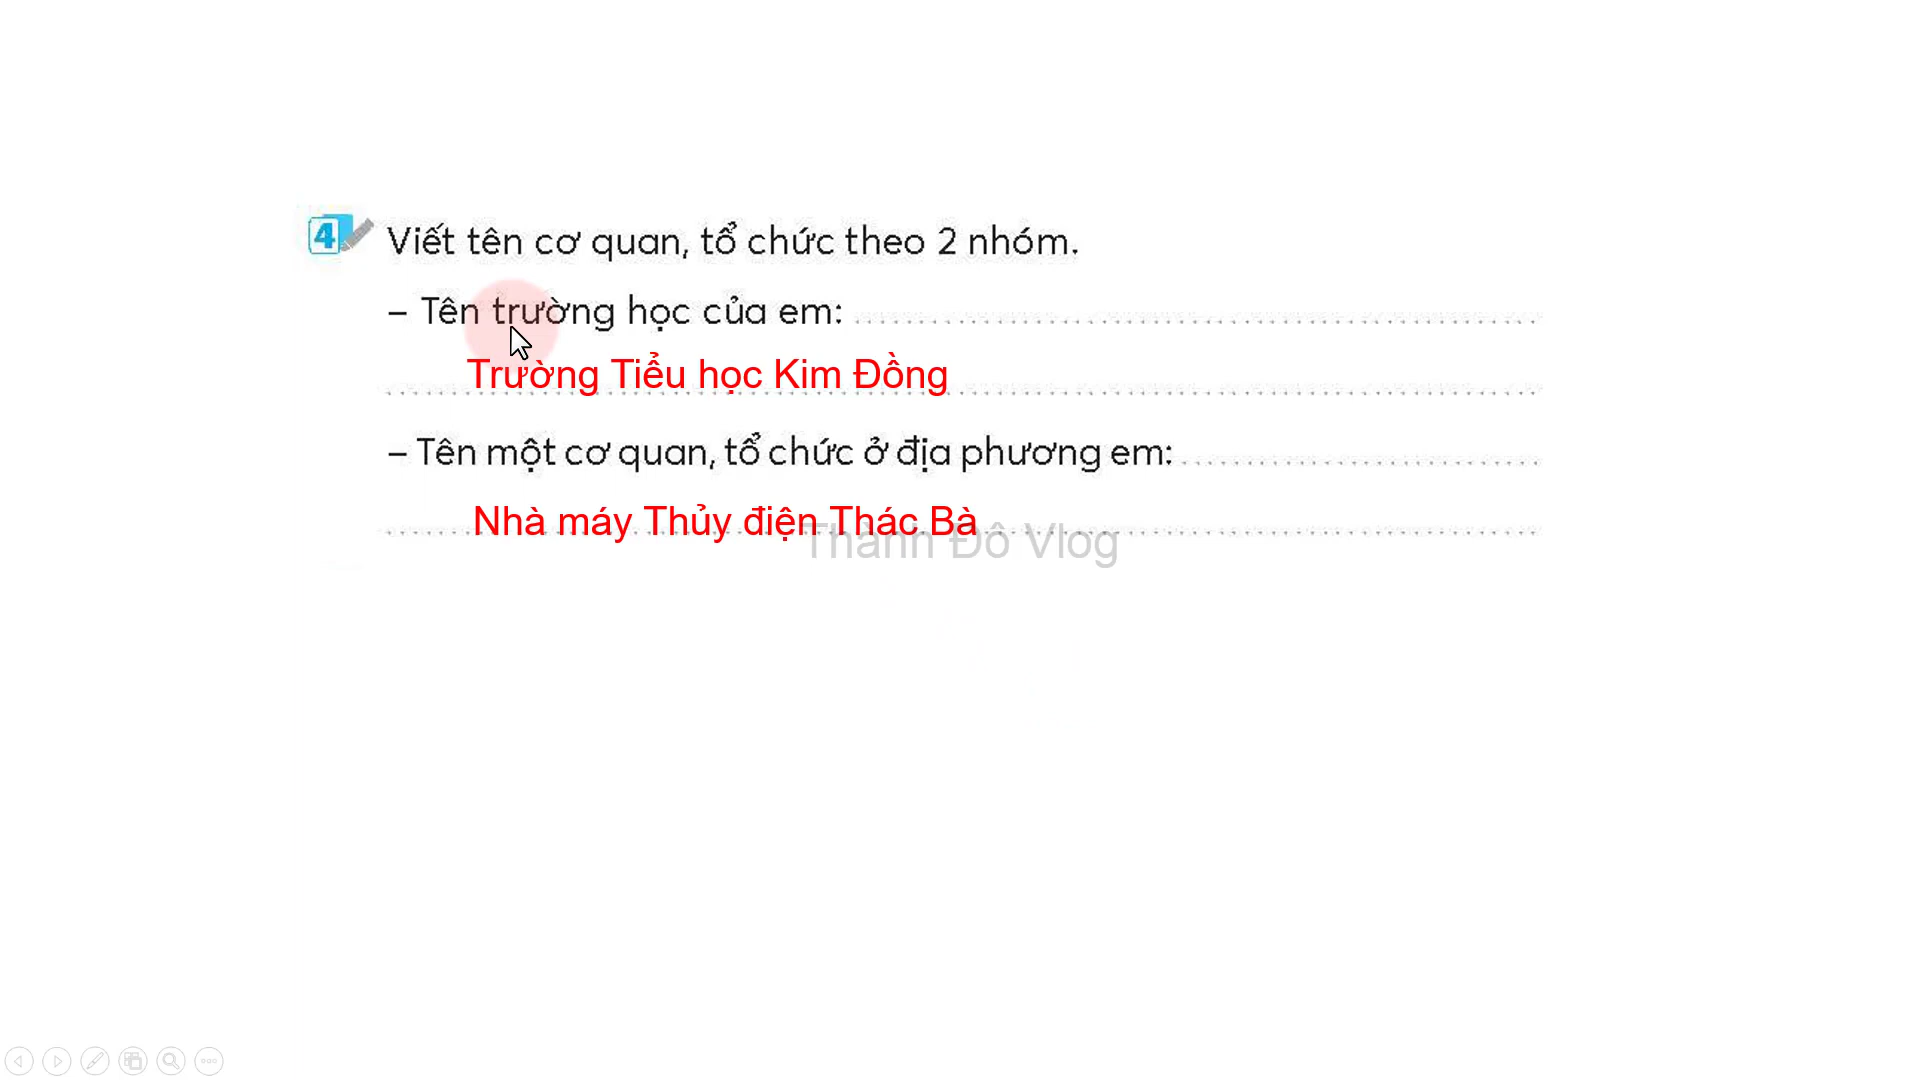 4 Viết tên cơ quan, tổ chức theo 2 nhóm.
– Tên trường học của em:
Trường Tiểu học Kim Đồng
– Tên một cơ quan, tổ chức ở địa phương em:
Nhà máy Thủy điện Thác Bà
Thành Đô Vlog